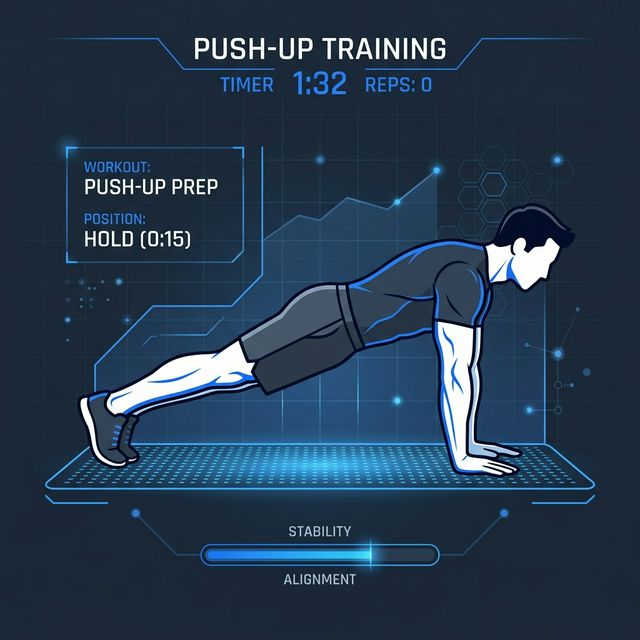 PUSH-UP TRAINING
TIMER 1:32 REPS: 0
WORKOUT:
PUSH-UP PREP
POSITION:
HOLD (0:15)
STABILITY
ALIGNMENT